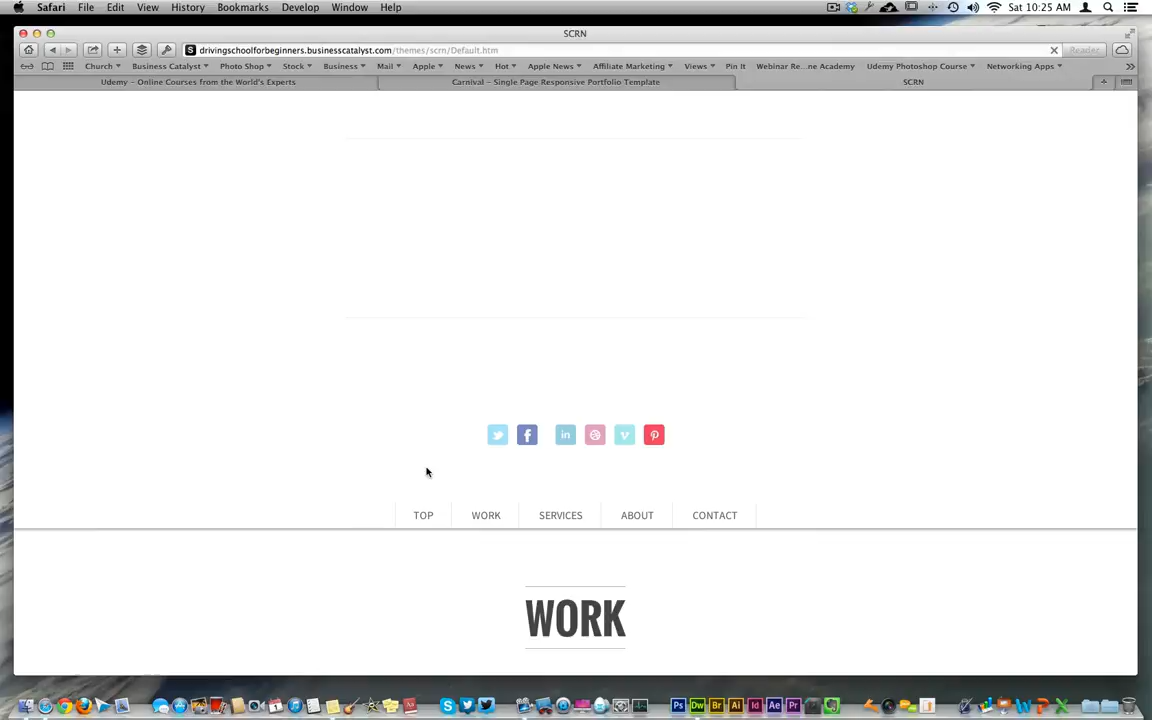 Safari File Edit View History Bookmarks Develop Window Help Sat 10:25 AM
SCRN
drivingschoolforbeginners.businesscatalyst.com/themes/scrn/Default.htm Reader
Church Business Catalyst Photo Shop Stock Business Mail Apple News Hot Apple News Affiliate Marketing Views Pin It Webinar Re...ne Academy Udemy Photoshop Course Networking Apps
Udemy – Online Courses from the World's Experts Carnival – Single Page Responsive Portfolio Template SCRN
TOP WORK SERVICES ABOUT CONTACT
WORK